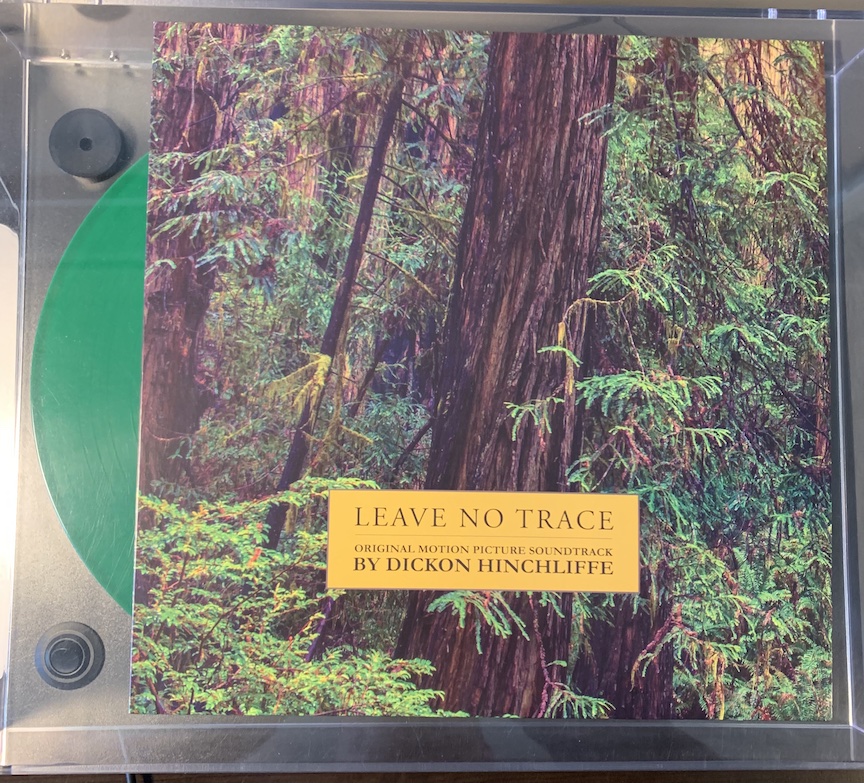 LEAVE NO TRACE
ORIGINAL MOTION PICTURE SOUNDTRACK
BY DICKON HINCHLIFFE